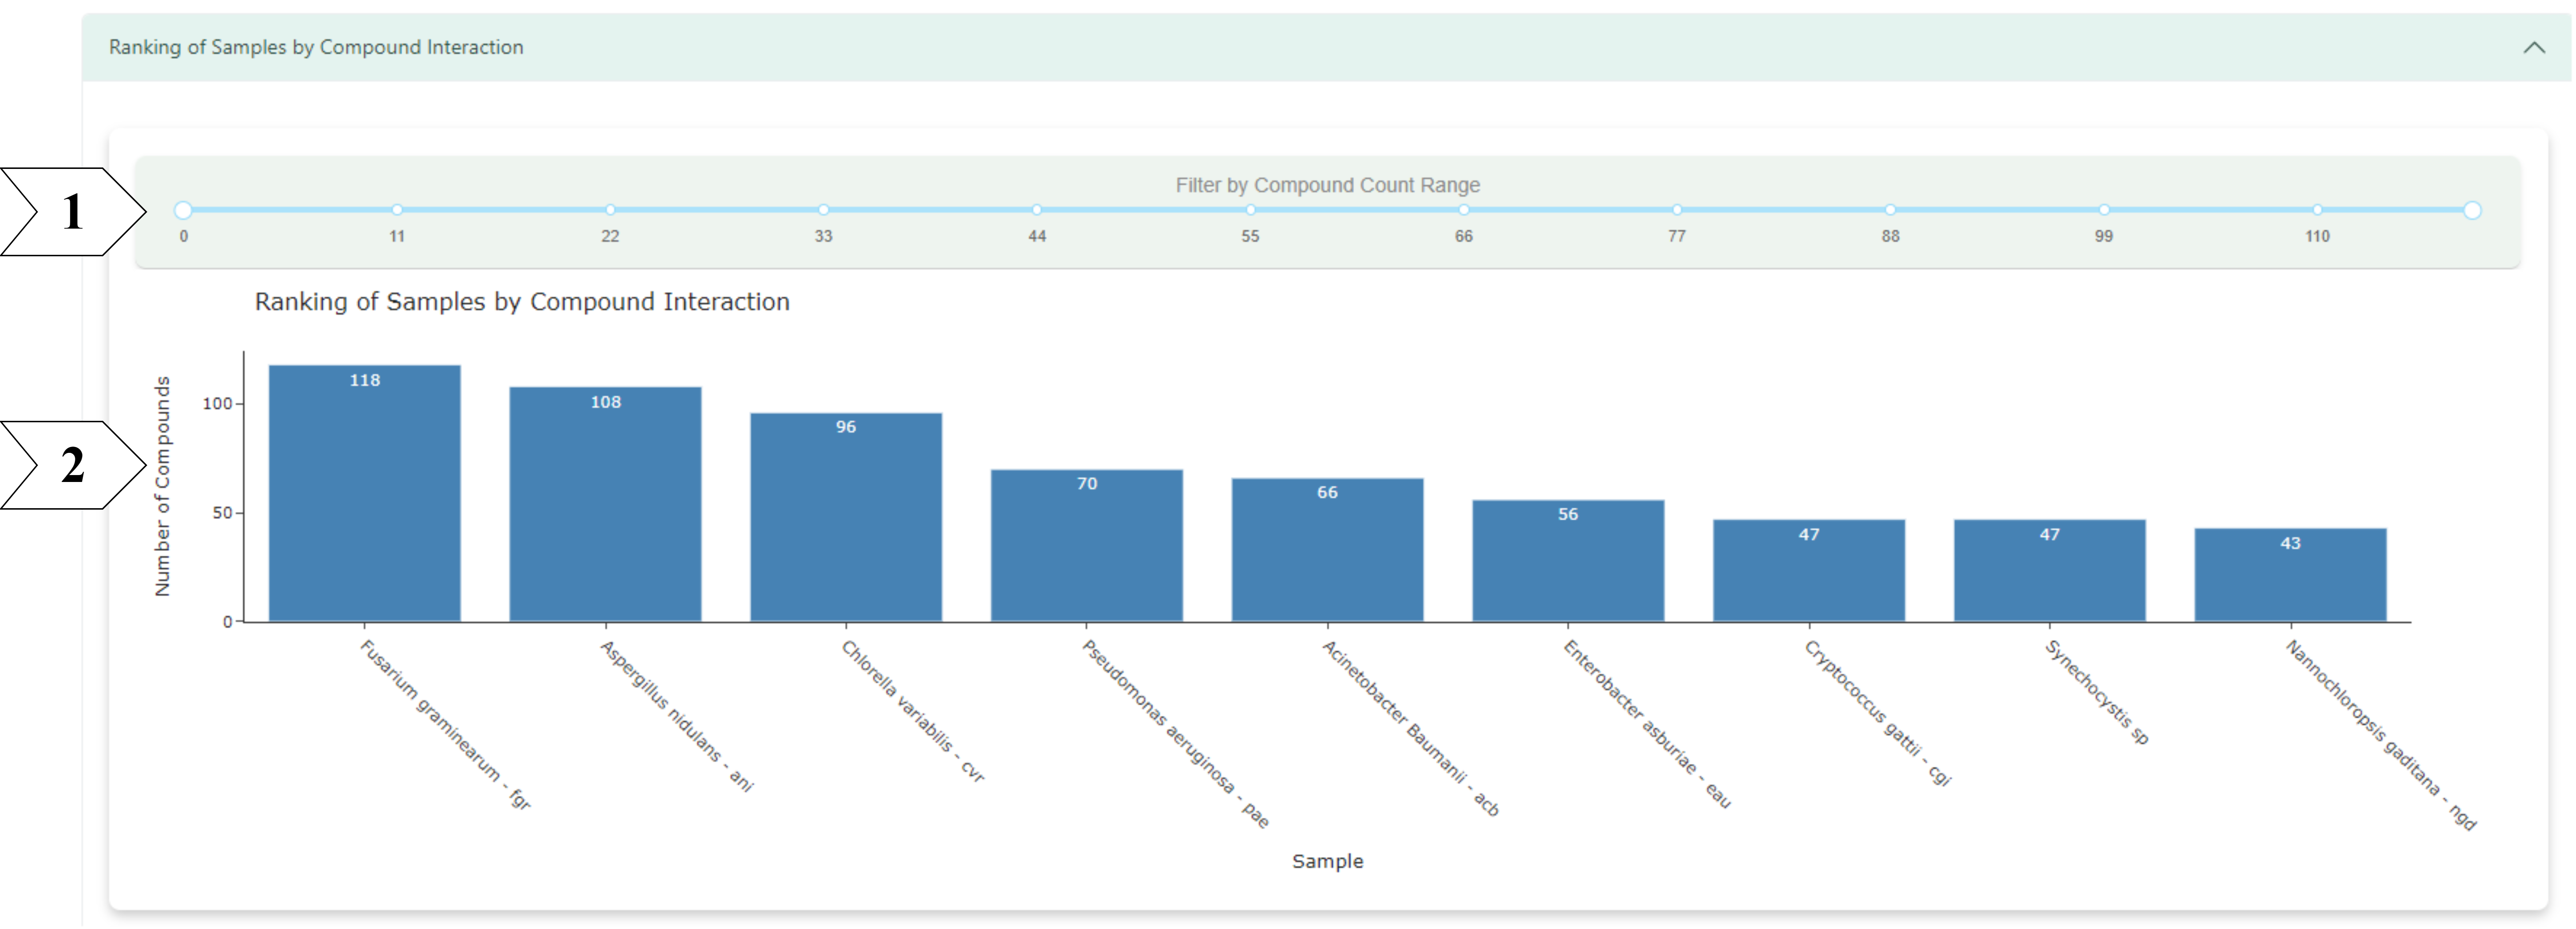 Ranking of Samples by Compound Interaction
1
Filter by Compound Count Range
0 11 22 33 44 55 66 77 88 99 110
Ranking of Samples by Compound Interaction
2
Number of Compounds
100
50
0
118 108 96 70 66 56 47 47 43
Fusarium graminearum - fgr
Aspergillus nidulans - ani
Chlorella variabilis - cvr
Pseudomonas aeruginosa - pae
Acinetobacter Baumanii - acb
Enterobacter asburiae - eau
Cryptococcus gattii - cgi
Synechocystis sp
Nannochloropsis gaditana - ngd
Sample